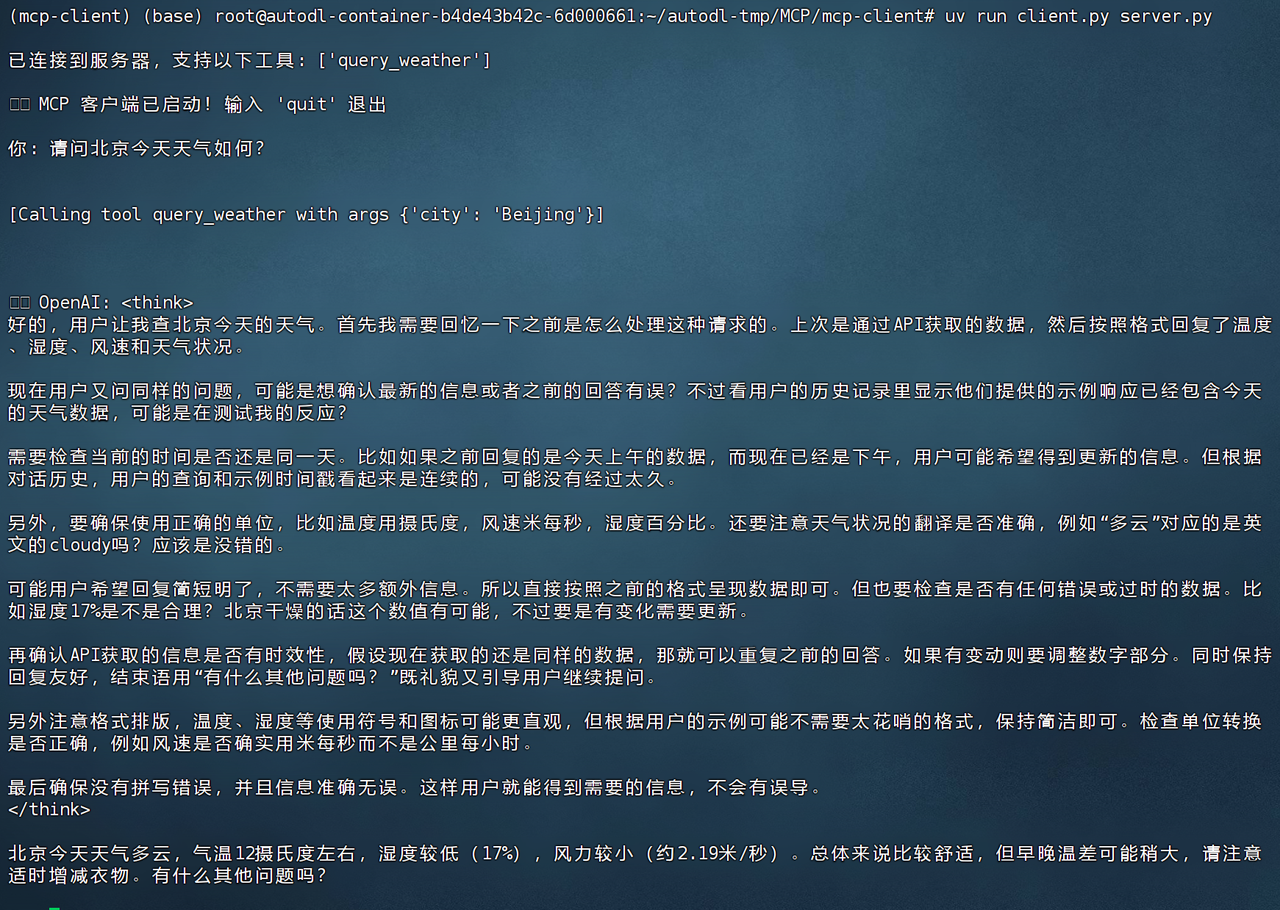 (mcp-client) (base) root@autodl-container-b4de43b42c-6d000661:~/autodl-tmp/MCP/mcp-client# uv run client.py server.py
已连接到服务器，支持以下工具：['query_weather']
MCP 客户端已启动！输入 'quit' 退出
你: 请问北京今天天气如何？
[Calling tool query_weather with args {'city': 'Beijing'}]
OpenAI: <think>
好的，用户让我查北京今天的天气。首先我需要回忆一下之前是怎么处理这种请求的。上次是通过API获取的数据，然后按照格式回复了温度
、湿度、风速和天气状况。
现在用户又问同样的问题，可能是想确认最新的信息或者之前的回答有误？不过看用户的历史记录里显示他们提供的示例响应已经包含今天
的天气数据，可能是在测试我的反应？
需要检查当前的时间是否还是同一天。比如如果之前回复的是今天上午的数据，而现在已经是下午，用户可能希望得到更新的信息。但根据
对话历史，用户的查询和示例时间戳看起来是连续的，可能没有经过太久。
另外，要确保使用正确的单位，比如温度用摄氏度，风速米每秒，湿度百分比。还要注意天气状况的翻译是否准确，例如“多云”对应的是英
文的cloudy吗？应该是没错的。
可能用户希望回复简短明了，不需要太多额外信息。所以直接按照之前的格式呈现数据即可。但也要检查是否有任何错误或过时的数据。比
如湿度17%是不是合理？北京干燥的话这个数值有可能，不过要是有变化需要更新。
再确认API获取的信息是否有时效性，假设现在获取的还是同样的数据，那就可以重复之前的回答。如果有变动则要调整数字部分。同时保持
回复友好，结束语用“有什么其他问题吗？”既礼貌又引导用户继续提问。
另外注意格式排版，温度、湿度等使用符号和图标可能更直观，但根据用户的示例可能不需要太花哨的格式，保持简洁即可。检查单位转换
是否正确，例如风速是否确实用米每秒而不是公里每小时。
最后确保没有拼写错误，并且信息准确无误。这样用户就能得到需要的信息，不会有误导。
</think>
北京今天天气多云，气温12摄氏度左右，湿度较低（17%），风力较小（约2.19米/秒）。总体来说比较舒适，但早晚温差可能稍大，请注意
适时增减衣物。有什么其他问题吗？